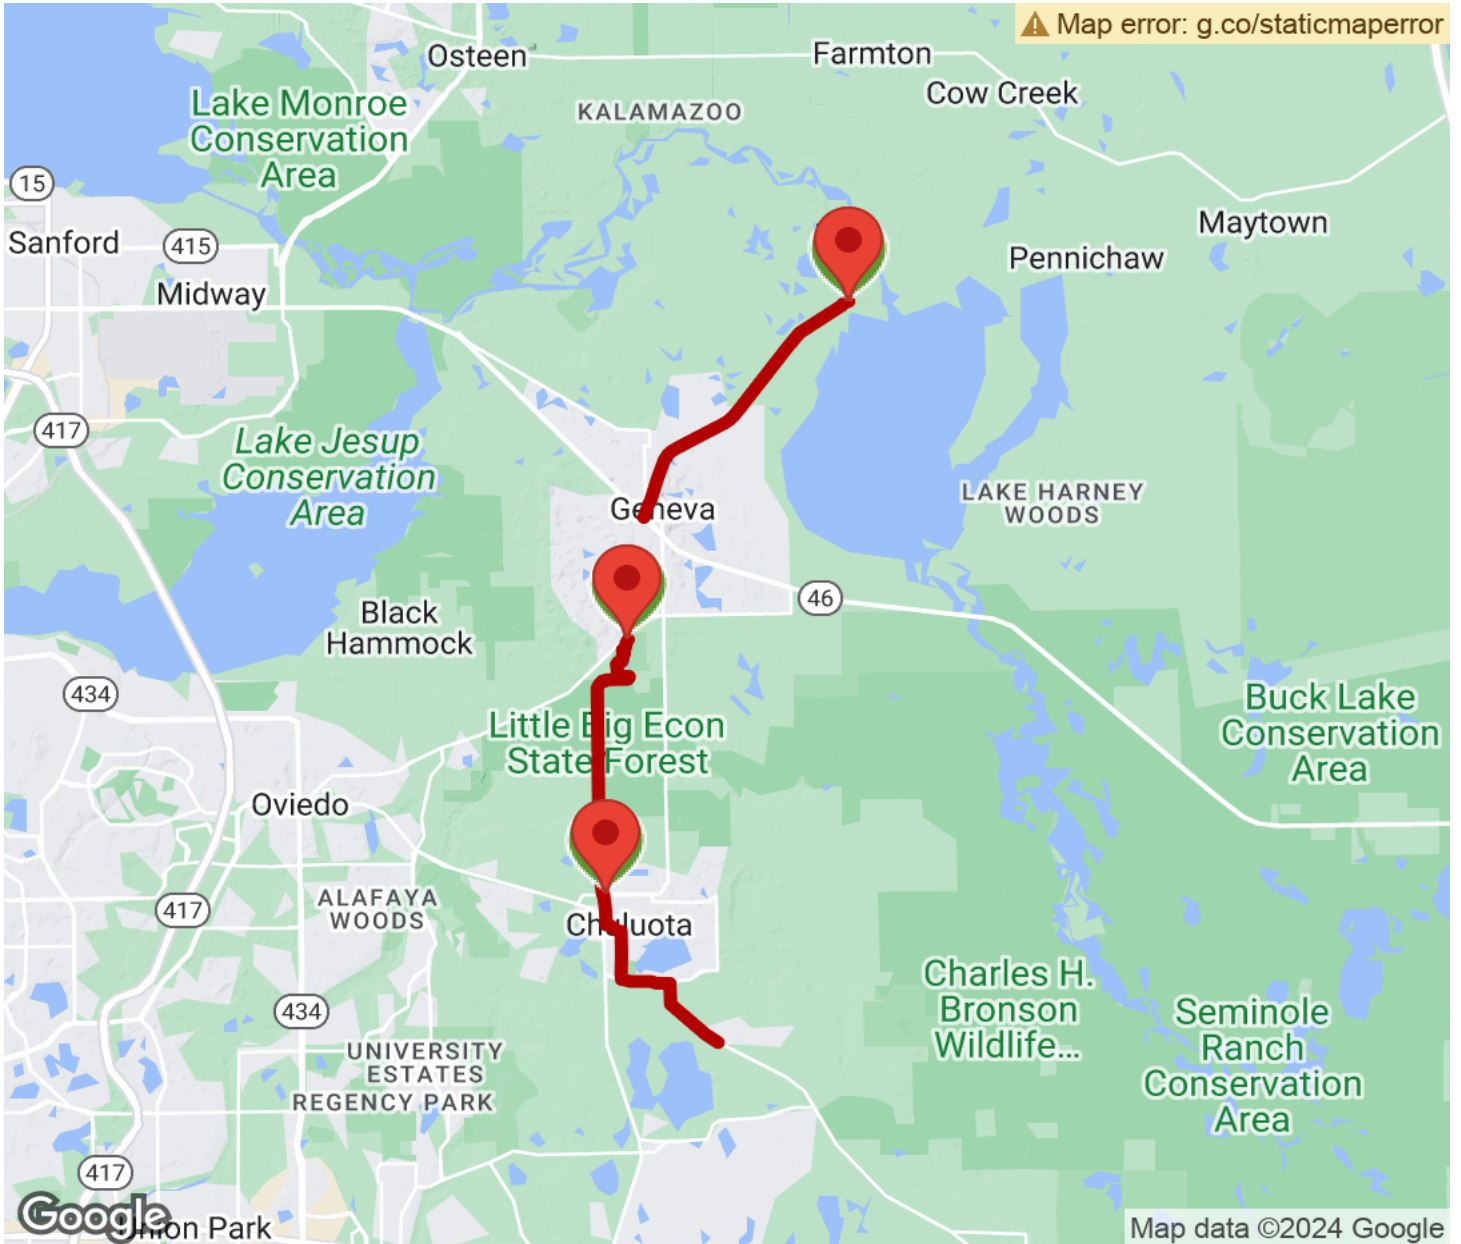 Map error: g.co/staticmaperror
Osteen
Farmton
Cow Creek
KALAMAZOO
Lake Monroe
Conservation
Area
15
Sanford
415
Midway
Maytown
Pennichaw
417
Lake Jesup
Conservation
Area
Geneva
LAKE HARNEY
WOODS
46
Black
Hammock
434
Little Big Econ
State Forest
Buck Lake
Conservation
Area
Oviedo
417
ALAFAYA
WOODS
Chuluota
434
Charles H.
Bronson
Wildlife...
Seminole
Ranch
Conservation
Area
UNIVERSITY
ESTATES
REGENCY PARK
417
Google
Union Park
Map data ©2024 Google